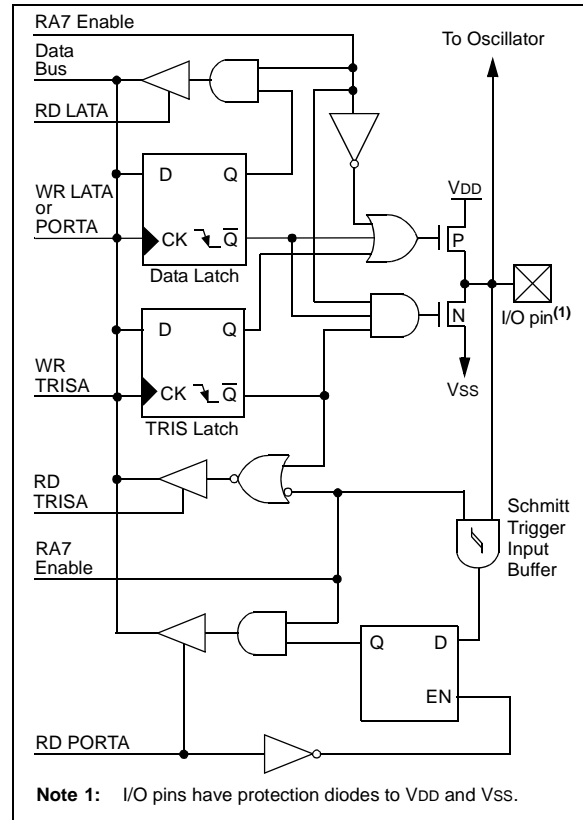 RA7 Enable
Data
Bus
To Oscillator
RD LATA
D Q
WR LATA
or
PORTA
CK Q
VDD
P
Data Latch
D Q
N
I/O pin(1)
WR
TRISA
CK Q
VSS
TRIS Latch
RD
TRISA
Schmitt
Trigger
Input
Buffer
RA7
Enable
Q D
EN
RD PORTA
Note 1: I/O pins have protection diodes to VDD and VSS.